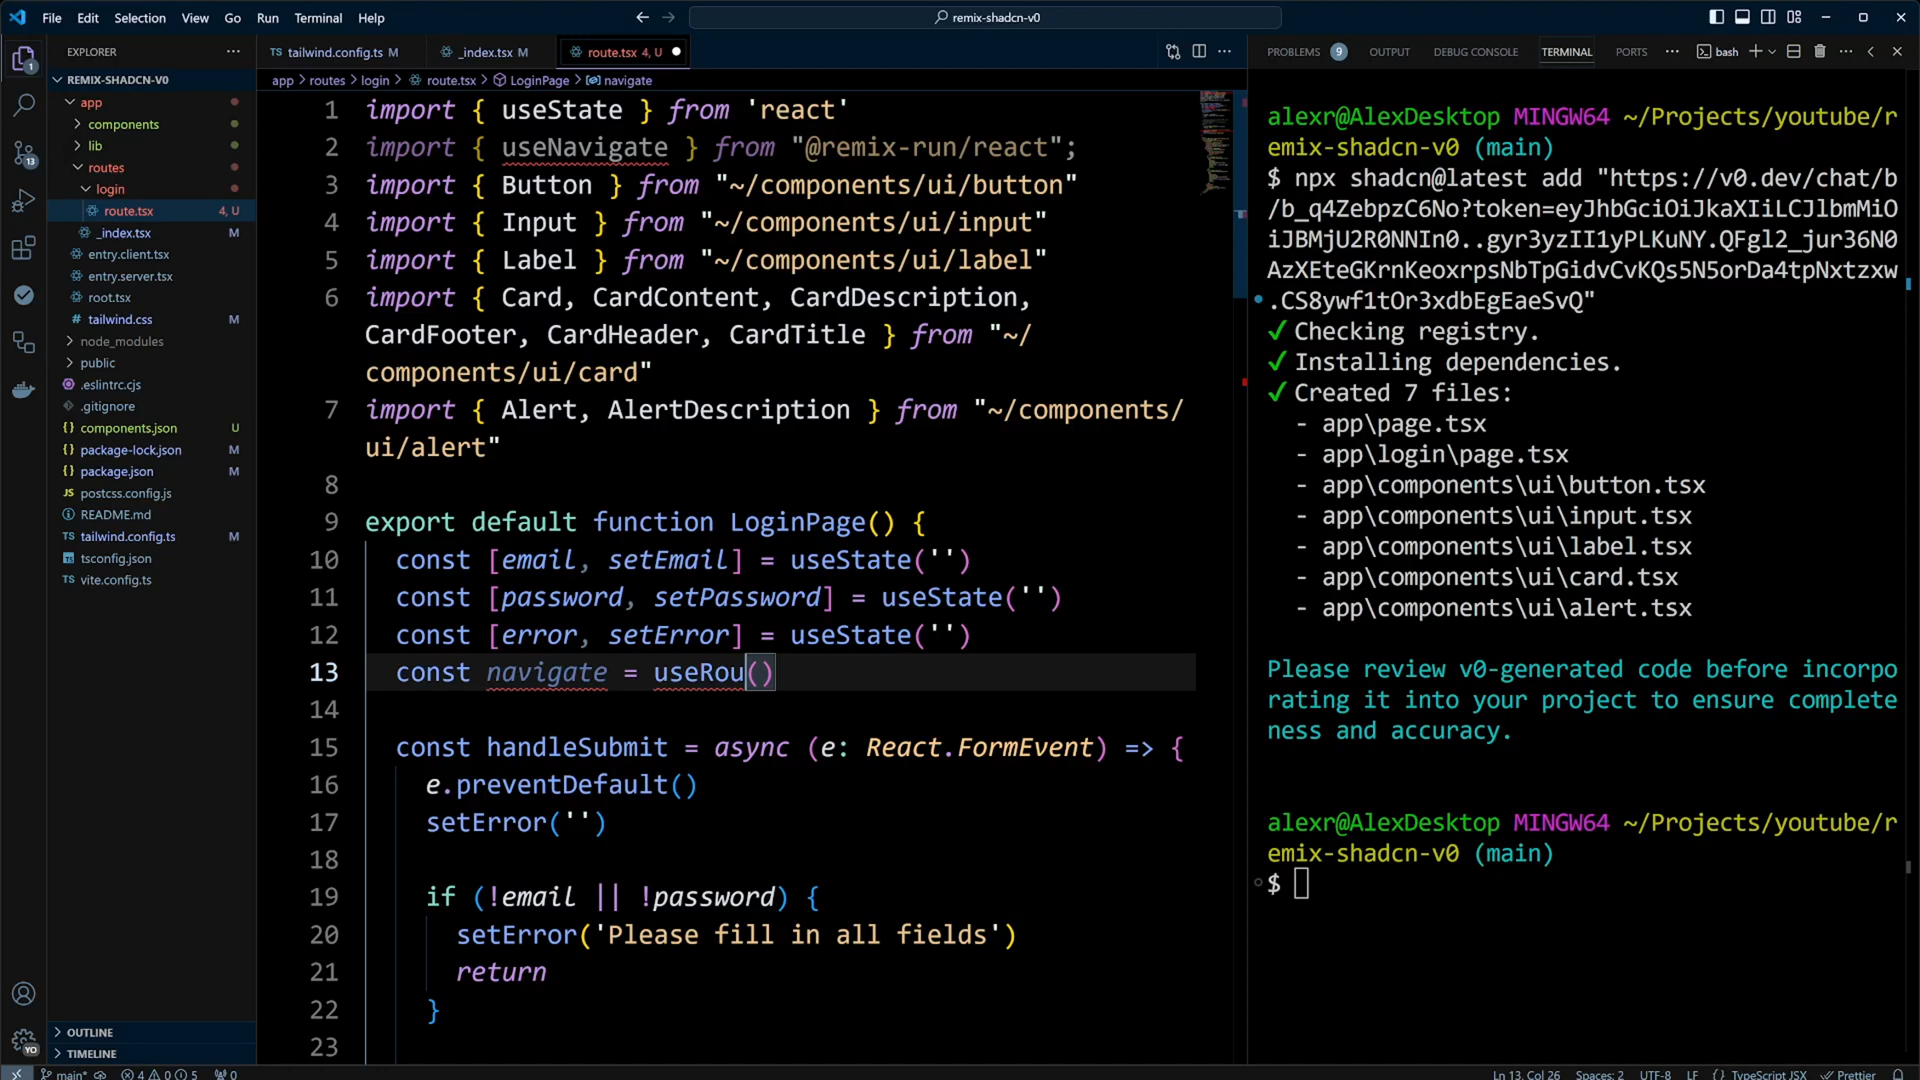 File Edit Selection View Go Run Terminal Help
remix-shadcn-v0
EXPLORER
REMIX-SHADCN-V0
app
components
lib
routes
login
route.tsx 4, U
_index.tsx M
entry.client.tsx
entry.server.tsx
root.tsx
# tailwind.css M
node_modules
public
.eslintrc.cjs
.gitignore
{} components.json U
{} package-lock.json M
{} package.json M
JS postcss.config.js
README.md
TS tailwind.config.ts M
tsconfig.json
TS vite.config.ts
OUTLINE
TIMELINE
1
13
YO
TS tailwind.config.ts M
_index.tsx M
route.tsx 4, U
app > routes > login > route.tsx > LoginPage > navigate
1 import { useState } from 'react'
2 import { useNavigate } from "@remix-run/react";
3 import { Button } from "~/components/ui/button"
4 import { Input } from "~/components/ui/input"
5 import { Label } from "~/components/ui/label"
6 import { Card, CardContent, CardDescription,
CardFooter, CardHeader, CardTitle } from "~/
components/ui/card"
7 import { Alert, AlertDescription } from "~/components/
ui/alert"
8
9 export default function LoginPage() {
10 const [email, setEmail] = useState('')
11 const [password, setPassword] = useState('')
12 const [error, setError] = useState('')
13 const navigate = useRou()
14
15 const handleSubmit = async (e: React.FormEvent) => {
16 e.preventDefault()
17 setError('')
18
19 if (!email || !password) {
20 setError('Please fill in all fields')
21 return
22 }
23
PROBLEMS 9 OUTPUT DEBUG CONSOLE TERMINAL PORTS
bash
alexr@AlexDesktop MINGW64 ~/Projects/youtube/r
emix-shadcn-v0 (main)
$ npx shadcn@latest add "https://v0.dev/chat/b
/b_q4ZebpzC6No?token=eyJhbGciOiJkaXIiLCJlbmMiO
iJBMjU2R0NNIn0..gyr3yzII1yPLKuNY.QFgl2_jur36N0
AzXEteGKrnKeoxrpsNbTpGidvCvKQs5N5orDa4tpNxtzxw
.CS8ywf1tOr3xdbEgEaeSvQ"
✓ Checking registry.
✓ Installing dependencies.
✓ Created 7 files:
- app\page.tsx
- app\login\page.tsx
- app\components\ui\button.tsx
- app\components\ui\input.tsx
- app\components\ui\label.tsx
- app\components\ui\card.tsx
- app\components\ui\alert.tsx
Please review v0-generated code before incorpo
rating it into your project to ensure complete
ness and accuracy.
alexr@AlexDesktop MINGW64 ~/Projects/youtube/r
emix-shadcn-v0 (main)
$
main* 4 0 5 0
Ln 13, Col 26 Spaces: 2 UTF-8 LF {} TypeScript JSX Prettier